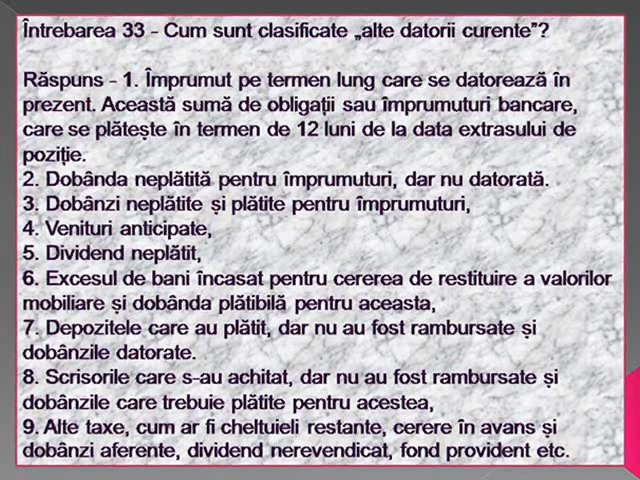 Întrebarea 33 - Cum sunt clasificate „alte datorii curente”?
Răspuns - 1. Împrumut pe termen lung care se datorează în
prezent. Această sumă de obligații sau împrumuturi bancare,
care se plătește în termen de 12 luni de la data extrasului de
poziție.
2. Dobânda neplătită pentru împrumuturi, dar nu datorată.
3. Dobânzi neplătite și plătite pentru împrumuturi,
4. Venituri anticipate,
5. Dividend neplătit,
6. Excesul de bani încasat pentru cererea de restituire a valorilor
mobiliare și dobânda plătibilă pentru aceasta,
7. Depozitele care au plătit, dar nu au fost rambursate și
dobânzile datorate.
8. Scrisorile care s-au achitat, dar nu au fost rambursate și
dobânzile care trebuie plătite pentru acestea,
9. Alte taxe, cum ar fi cheltuieli restante, cerere în avans și
dobânzi aferente, dividend nerevendicat, fond provident etc.